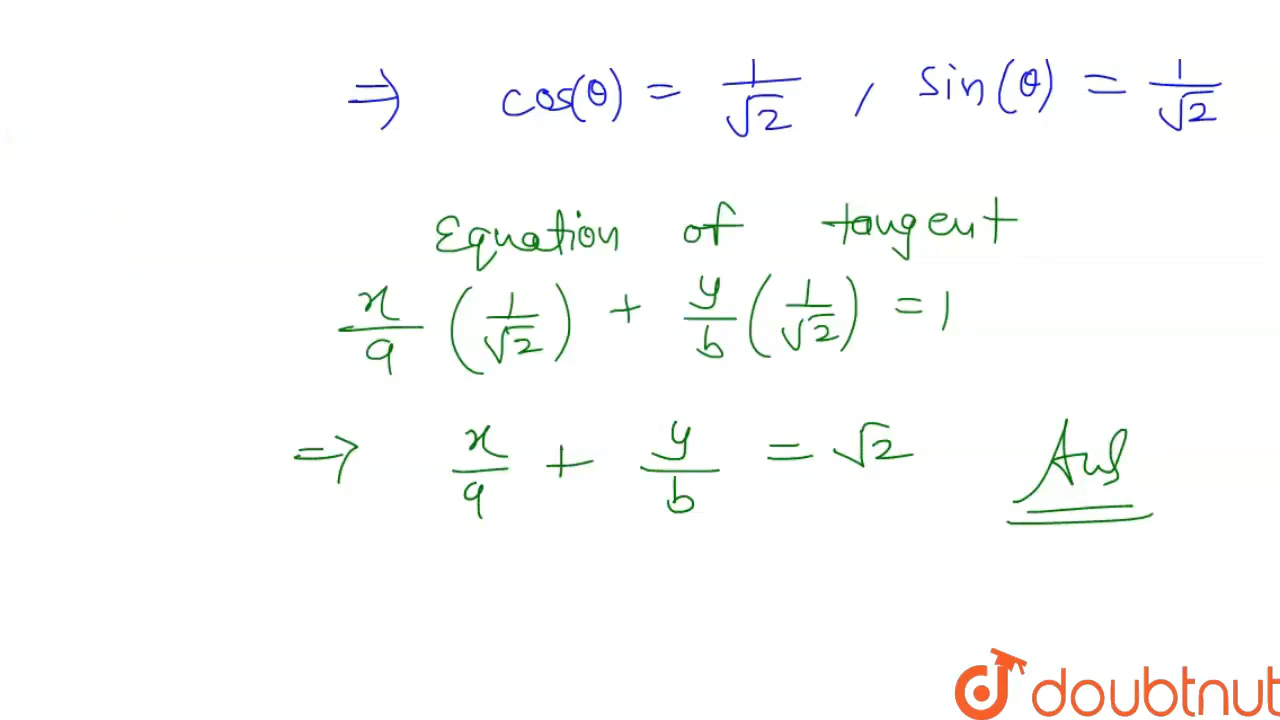 ⇒ cos(θ) = 1/√2 , sin(θ) = 1/√2
Equation of tangent
x/a (1/√2) + y/b (1/√2) = 1
⇒ x/a + y/b = √2 Ans
doubtnut